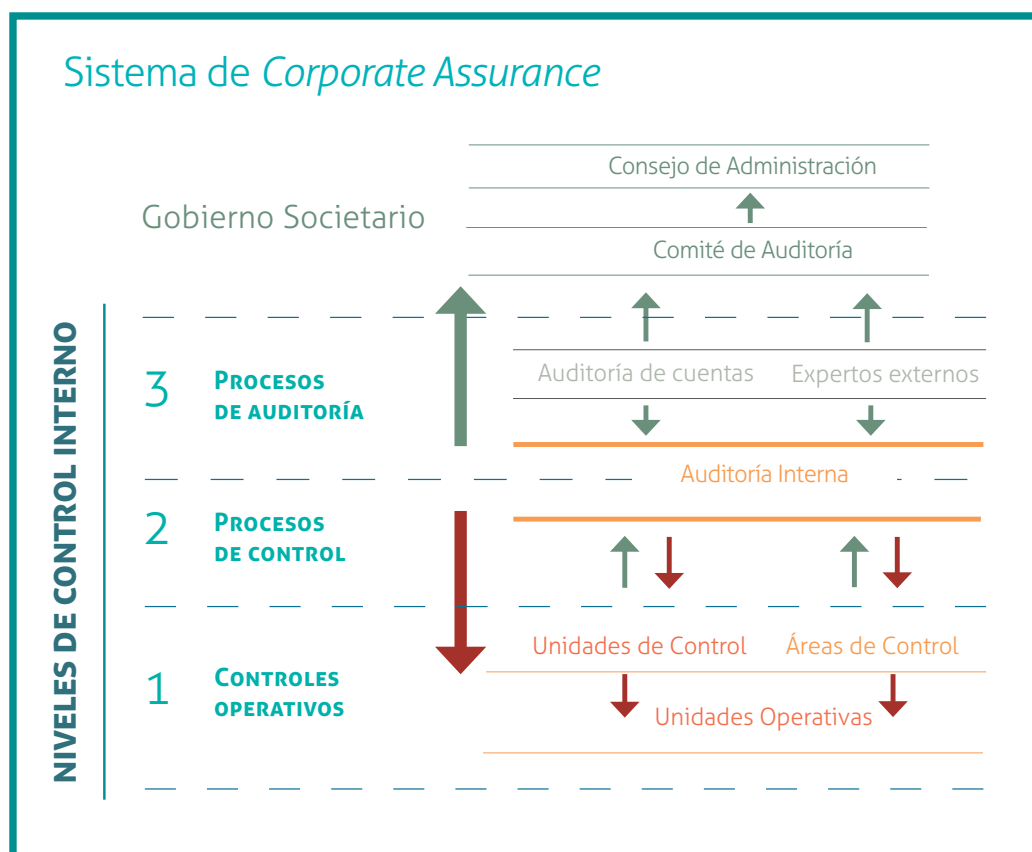 Sistema de Corporate Assurance
Consejo de Administración
Gobierno Societario
Comité de Auditoría
NIVELES DE CONTROL INTERNO
3
PROCESOS
DE AUDITORÍA
Auditoría de cuentas
Expertos externos
Auditoría Interna
2
PROCESOS
DE CONTROL
Unidades de Control
Áreas de Control
1
CONTROLES
OPERATIVOS
Unidades Operativas